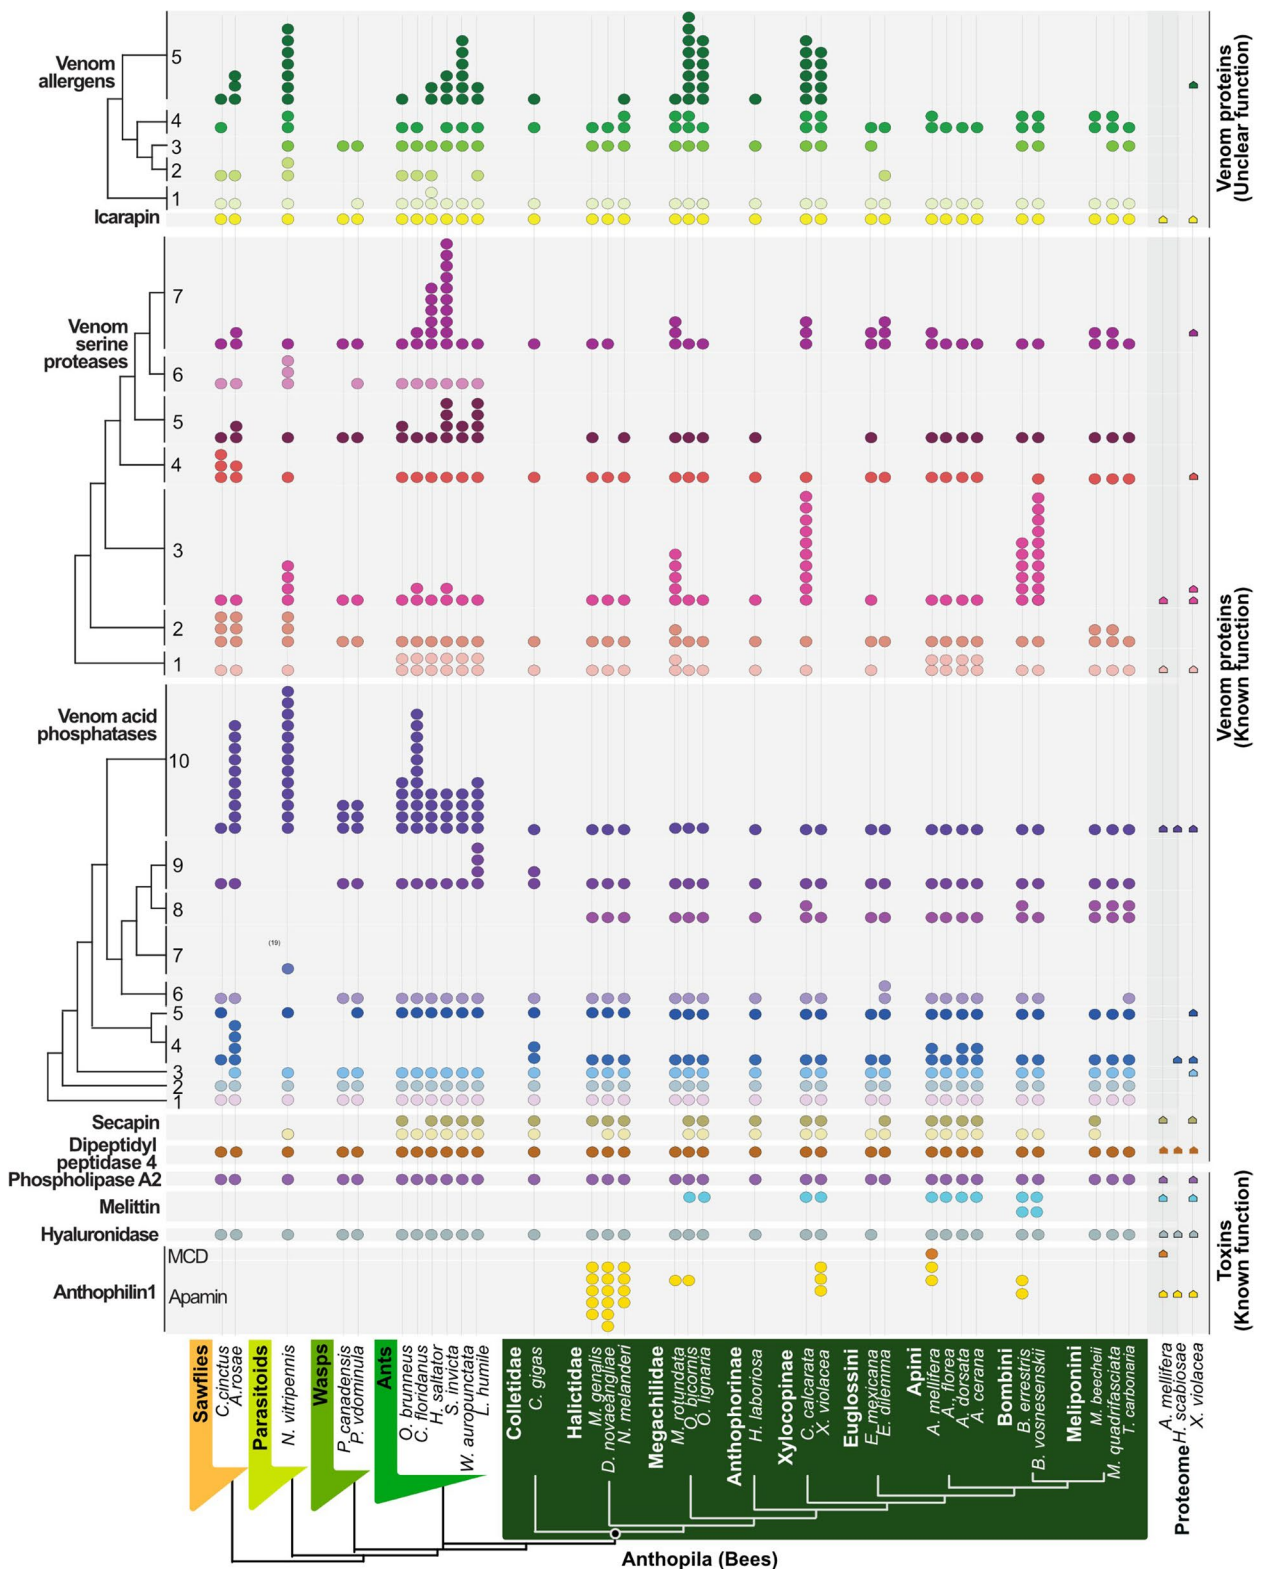 Venom
allergens
5
4
3
2
1
Icarapin
Venom proteins
(Unclear function)
Venom
serine
proteases
7
6
5
4
3
2
1
Venom proteins
(Known function)
Venom acid
phosphatases
10
9
8
7
(19)
6
5
4
3
2
1
Secapin
Dipeptidyl
peptidase 4
Phospholipase A2
Melittin
Hyaluronidase
MCD
Anthophilin1
Apamin
Toxins
(Known function)
Sawflies
C.cinctus
A.rosae
Parasitoids
N. vitripennis
Wasps
P. canadensis
P. vdominula
Ants
O. brunneus
C. floridanus
H. saltator
S. invicta
W. auropunctata
L. humile
Colletidae
C. gigas
Halictidae
M. genalis
D. novaeangliae
N. melanderi
Megachilidae
M. rotundata
O. bicornis
O. lignaria
Anthophorinae
H. laboriosa
Xylocopinae
C. calcarata
X. violacea
Euglossini
E. mexicana
E. dilemma
Apini
A. mellifera
A., florea
A. dorsata
A. cerana
Bombini
B. errestris
B. vosnesenskii
Meliponini
M. beecheii
M. quadrifasciata
T. carbonaria
Proteome
A. mellifera
H. scabiosae
X. violacea
Anthopila (Bees)